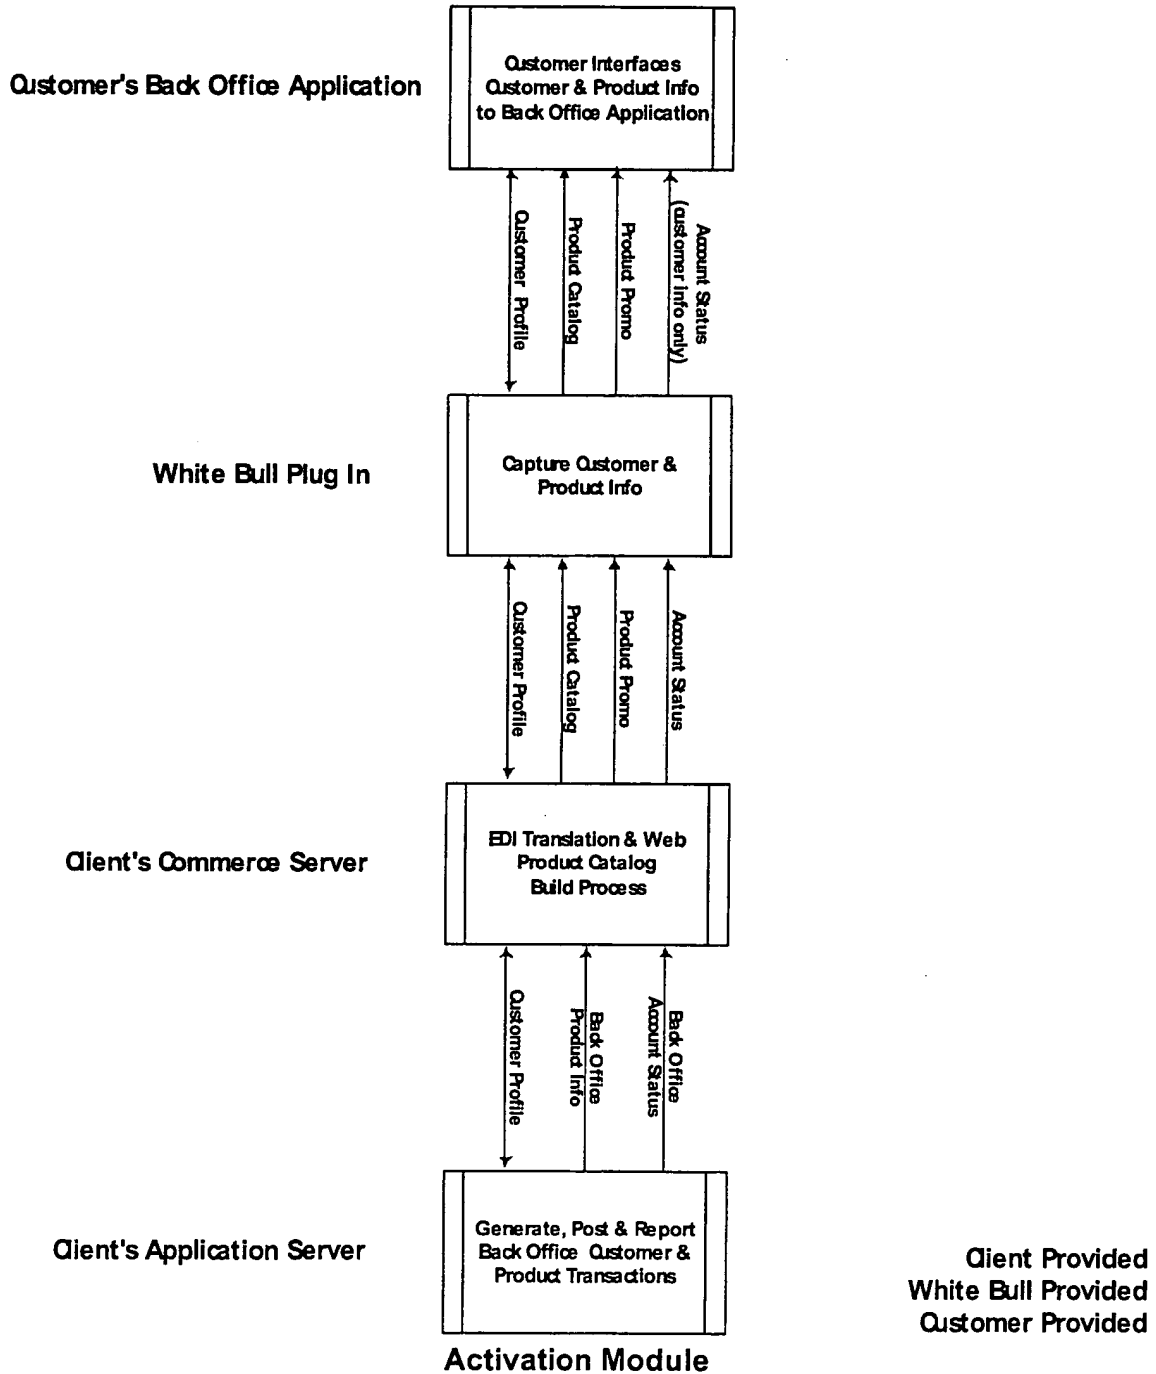 Customer's Back Office Application
Customer Interfaces
Customer & Product Info
to Back Office Application
Customer Profile
Product Catalog
Product Promo
Account Status
(customer info only)
White Bull Plug In
Capture Customer &
Product Info
Customer Profile
Product Catalog
Product Promo
Account Status
Client's Commerce Server
EDI Translation & Web
Product Catalog
Build Process
Customer Profile
Back Office
Product Info
Back Office
Account Status
Client's Application Server
Generate, Post & Report
Back Office Customer &
Product Transactions
Client Provided
White Bull Provided
Customer Provided
Activation Module